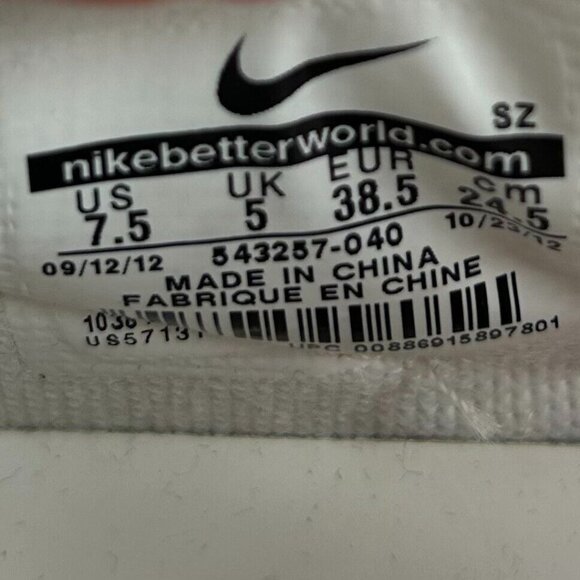 SZ
nikebetterworld.com
US UK EUR cm
7.5 5 38.5 24.5
09/12/12 543257-040 10/23/12
MADE IN CHINA
FABRIQUE EN CHINE
UPC 00886915897801